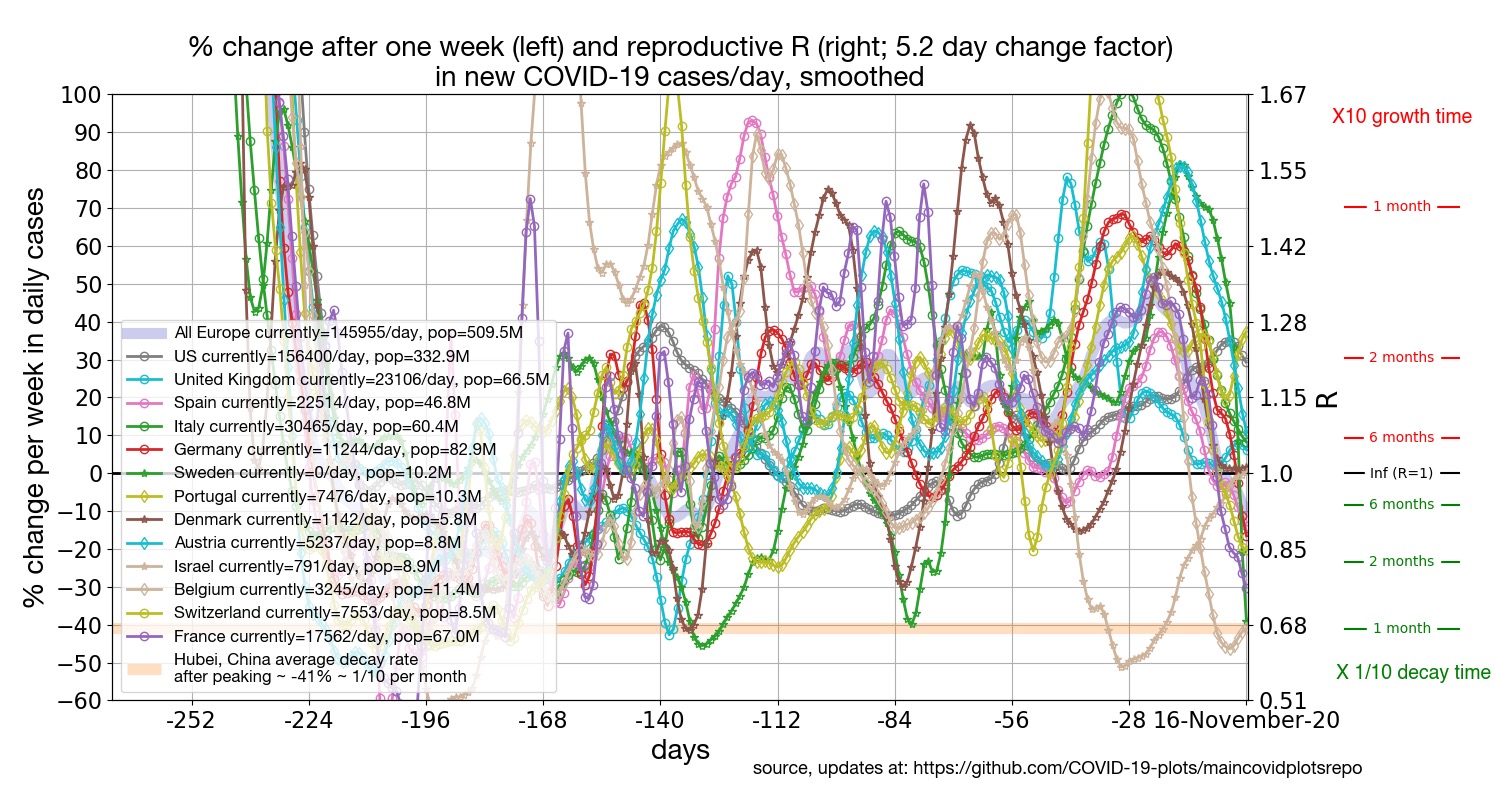 % change after one week (left) and reproductive R (right; 5.2 day change factor)
in new COVID-19 cases/day, smoothed
% change per week in daily cases
100
90
80
70
60
50
40
30
20
10
0
−10
−20
−30
−40
−50
−60
All Europe currently=145955/day, pop=509.5M
US currently=156400/day, pop=332.9M
United Kingdom currently=23106/day, pop=66.5M
Spain currently=22514/day, pop=46.8M
Italy currently=30465/day, pop=60.4M
Germany currently=11244/day, pop=82.9M
Sweden currently=0/day, pop=10.2M
Portugal currently=7476/day, pop=10.3M
Denmark currently=1142/day, pop=5.8M
Austria currently=5237/day, pop=8.8M
Israel currently=791/day, pop=8.9M
Belgium currently=3245/day, pop=11.4M
Switzerland currently=7553/day, pop=8.5M
France currently=17562/day, pop=67.0M
Hubei, China average decay rate
after peaking ~ -41% ~ 1/10 per month
-252 -224 -196 -168 -140 -112 -84 -56 -28 16-November-20
days
1.67
1.55
1.42
1.28
1.15
1.0
0.85
0.68
0.51
R
X10 growth time
1 month
2 months
6 months
Inf (R=1)
6 months
2 months
1 month
X 1/10 decay time
source, updates at: https://github.com/COVID-19-plots/maincovidplotsrepo